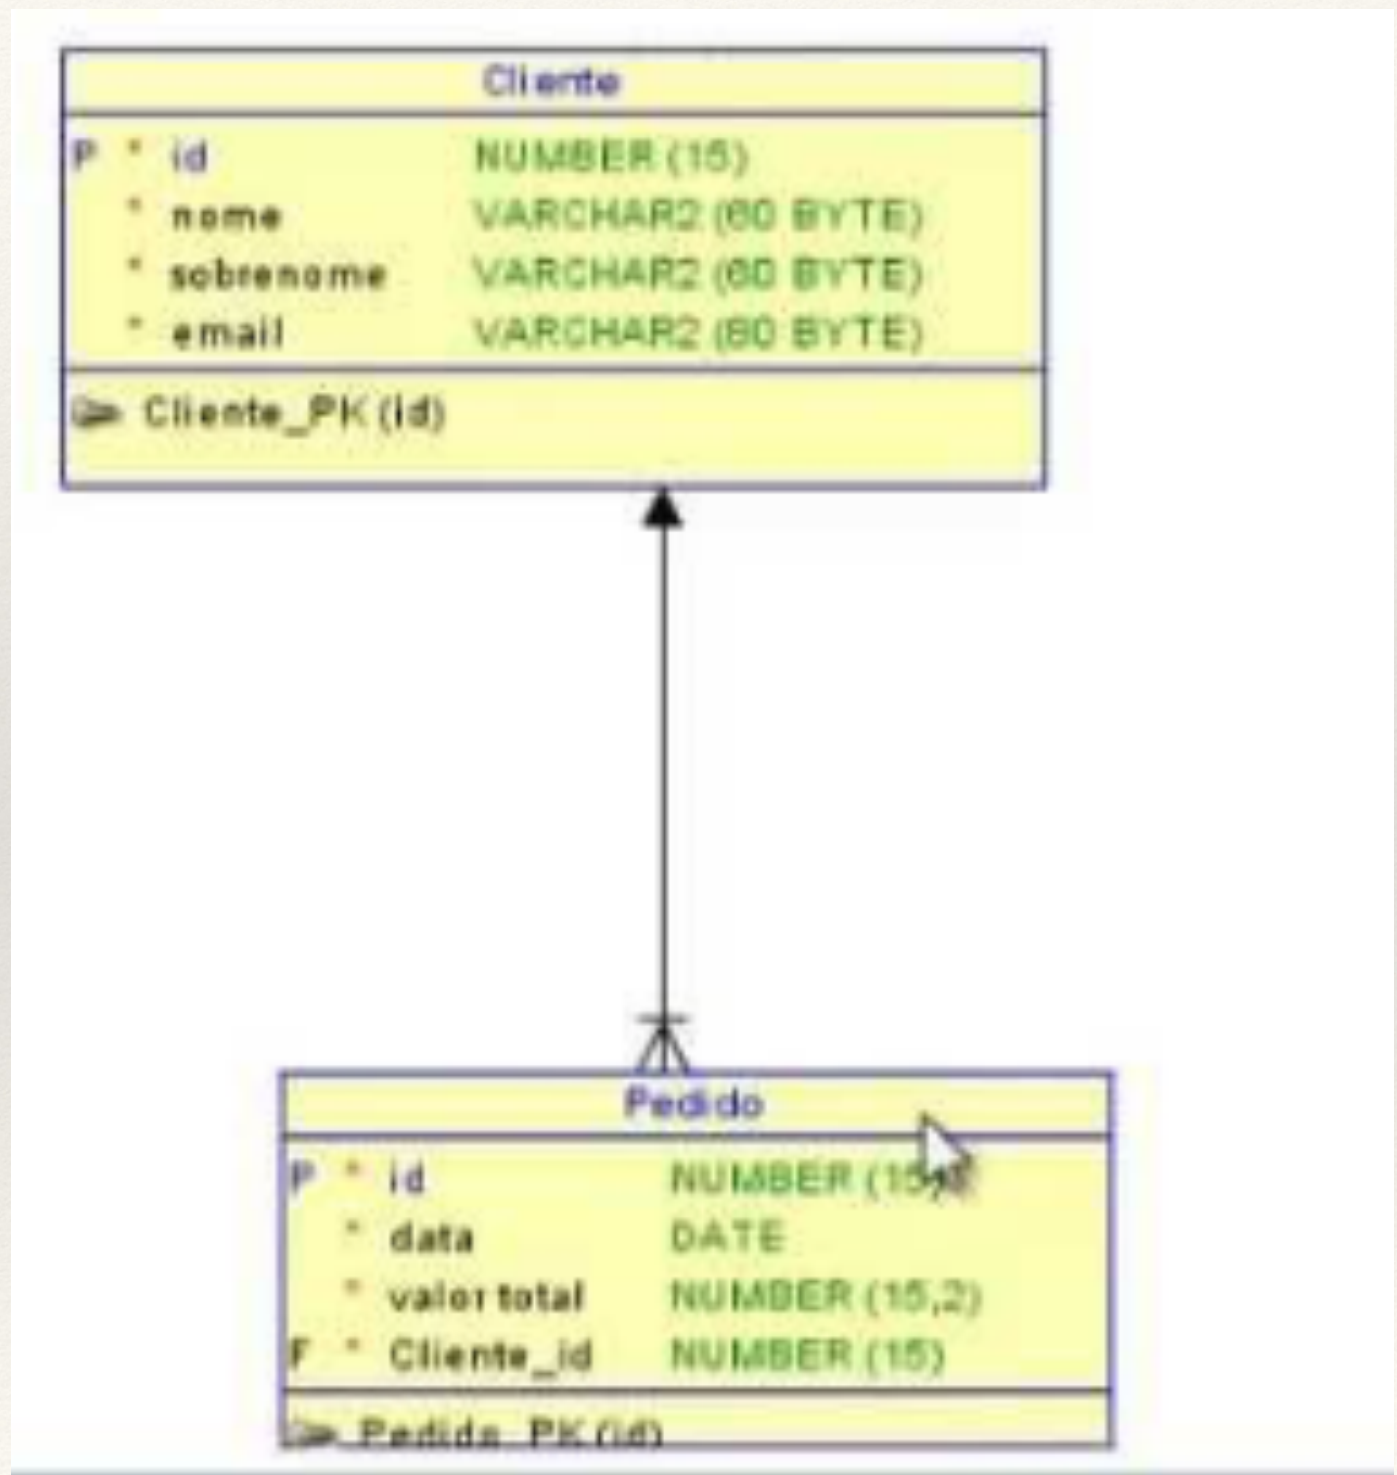 Cliente
P * id NUMBER (15)
* nome VARCHAR2 (60 BYTE)
* sobrenome VARCHAR2 (60 BYTE)
* email VARCHAR2 (60 BYTE)
Cliente_PK (id)
Pedido
P * id NUMBER (15)
* data DATE
* valor total NUMBER (15,2)
F * Cliente_id NUMBER (15)
Pedido_PK (id)